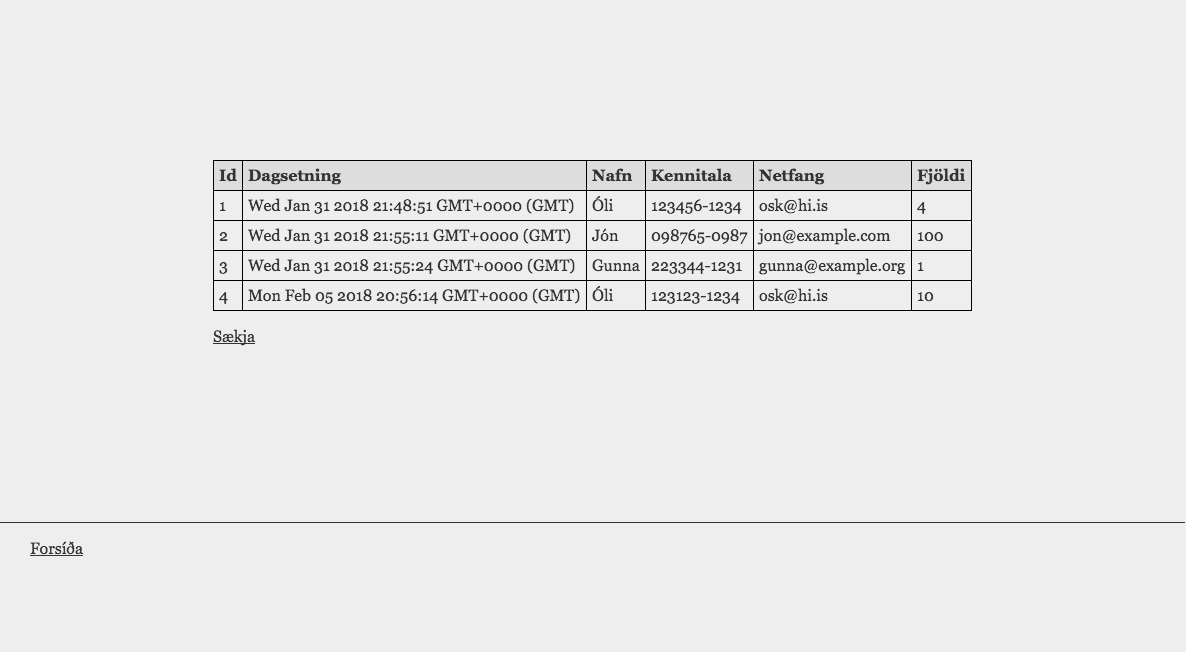 Id Dagsetning Nafn Kennitala Netfang Fjöldi
1 Wed Jan 31 2018 21:48:51 GMT+0000 (GMT) Óli 123456-1234 osk@hi.is 4
2 Wed Jan 31 2018 21:55:11 GMT+0000 (GMT) Jón 098765-0987 jon@example.com 100
3 Wed Jan 31 2018 21:55:24 GMT+0000 (GMT) Gunna 223344-1231 gunna@example.org 1
4 Mon Feb 05 2018 20:56:14 GMT+0000 (GMT) Óli 123123-1234 osk@hi.is 10
Sækja
Forsíða